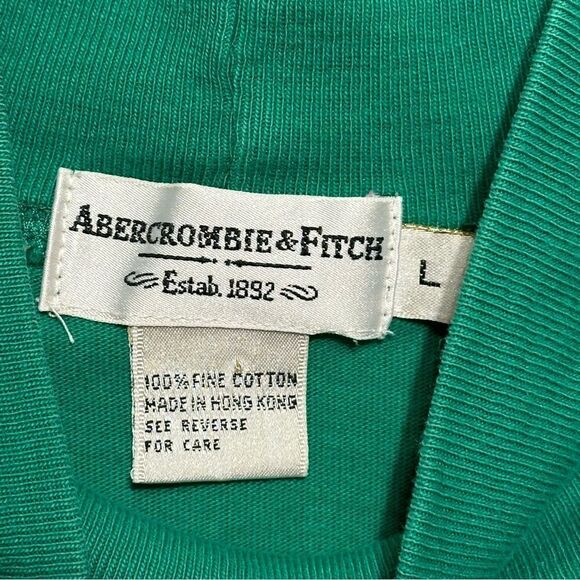 ABERCROMBIE & FITCH
Estab. 1892
L
100% FINE COTTON
MADE IN HONG KONG
SEE REVERSE
FOR CARE